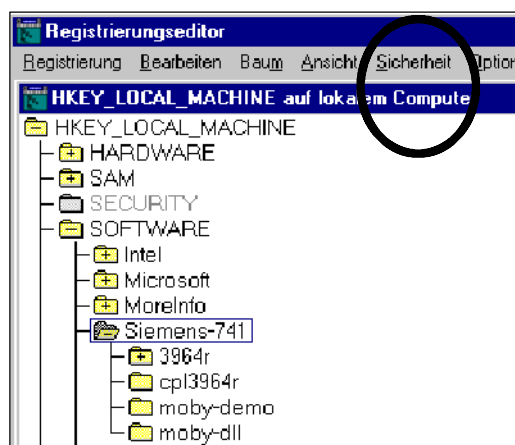 Registrierungseditor
Registrierung Bearbeiten Baum Ansicht Sicherheit Option
HKEY_LOCAL_MACHINE auf lokalem Compute
HKEY_LOCAL_MACHINE
HARDWARE
SAM
SECURITY
SOFTWARE
Intel
Microsoft
MoreInfo
Siemens-741
3964r
cpl3964r
moby-demo
moby-dll